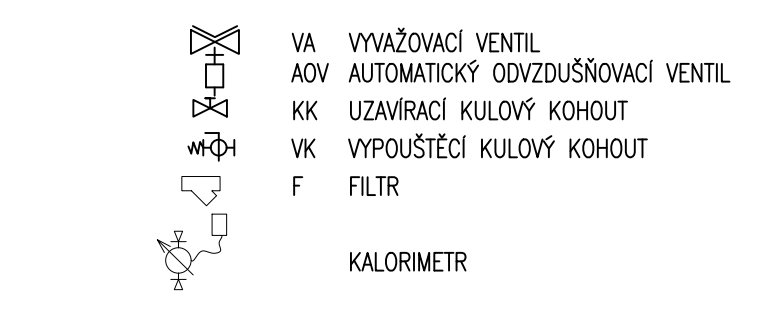 VA VYVAŽOVACÍ VENTIL
AOV AUTOMATICKÝ ODVZDUŠŇOVACÍ VENTIL
KK UZAVÍRACÍ KULOVÝ KOHOUT
VK VYPOUŠTĚCÍ KULOVÝ KOHOUT
F FILTR
KALORIMETR